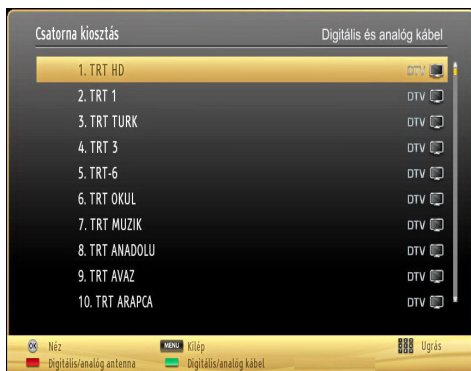 Csatorna kiosztás Digitális és analóg kábel
1. TRT HD DTV
2. TRT 1 DTV
3. TRT TURK DTV
4. TRT 3 DTV
5. TRT-6 DTV
6. TRT OKUL DTV
7. TRT MUZIK DTV
8. TRT ANADOLU DTV
9. TRT AVAZ DTV
10. TRT ARAPCA DTV
OK Néz MENU Kilép Ugrás
Digitális/analóg antenna Digitális/analóg kábel